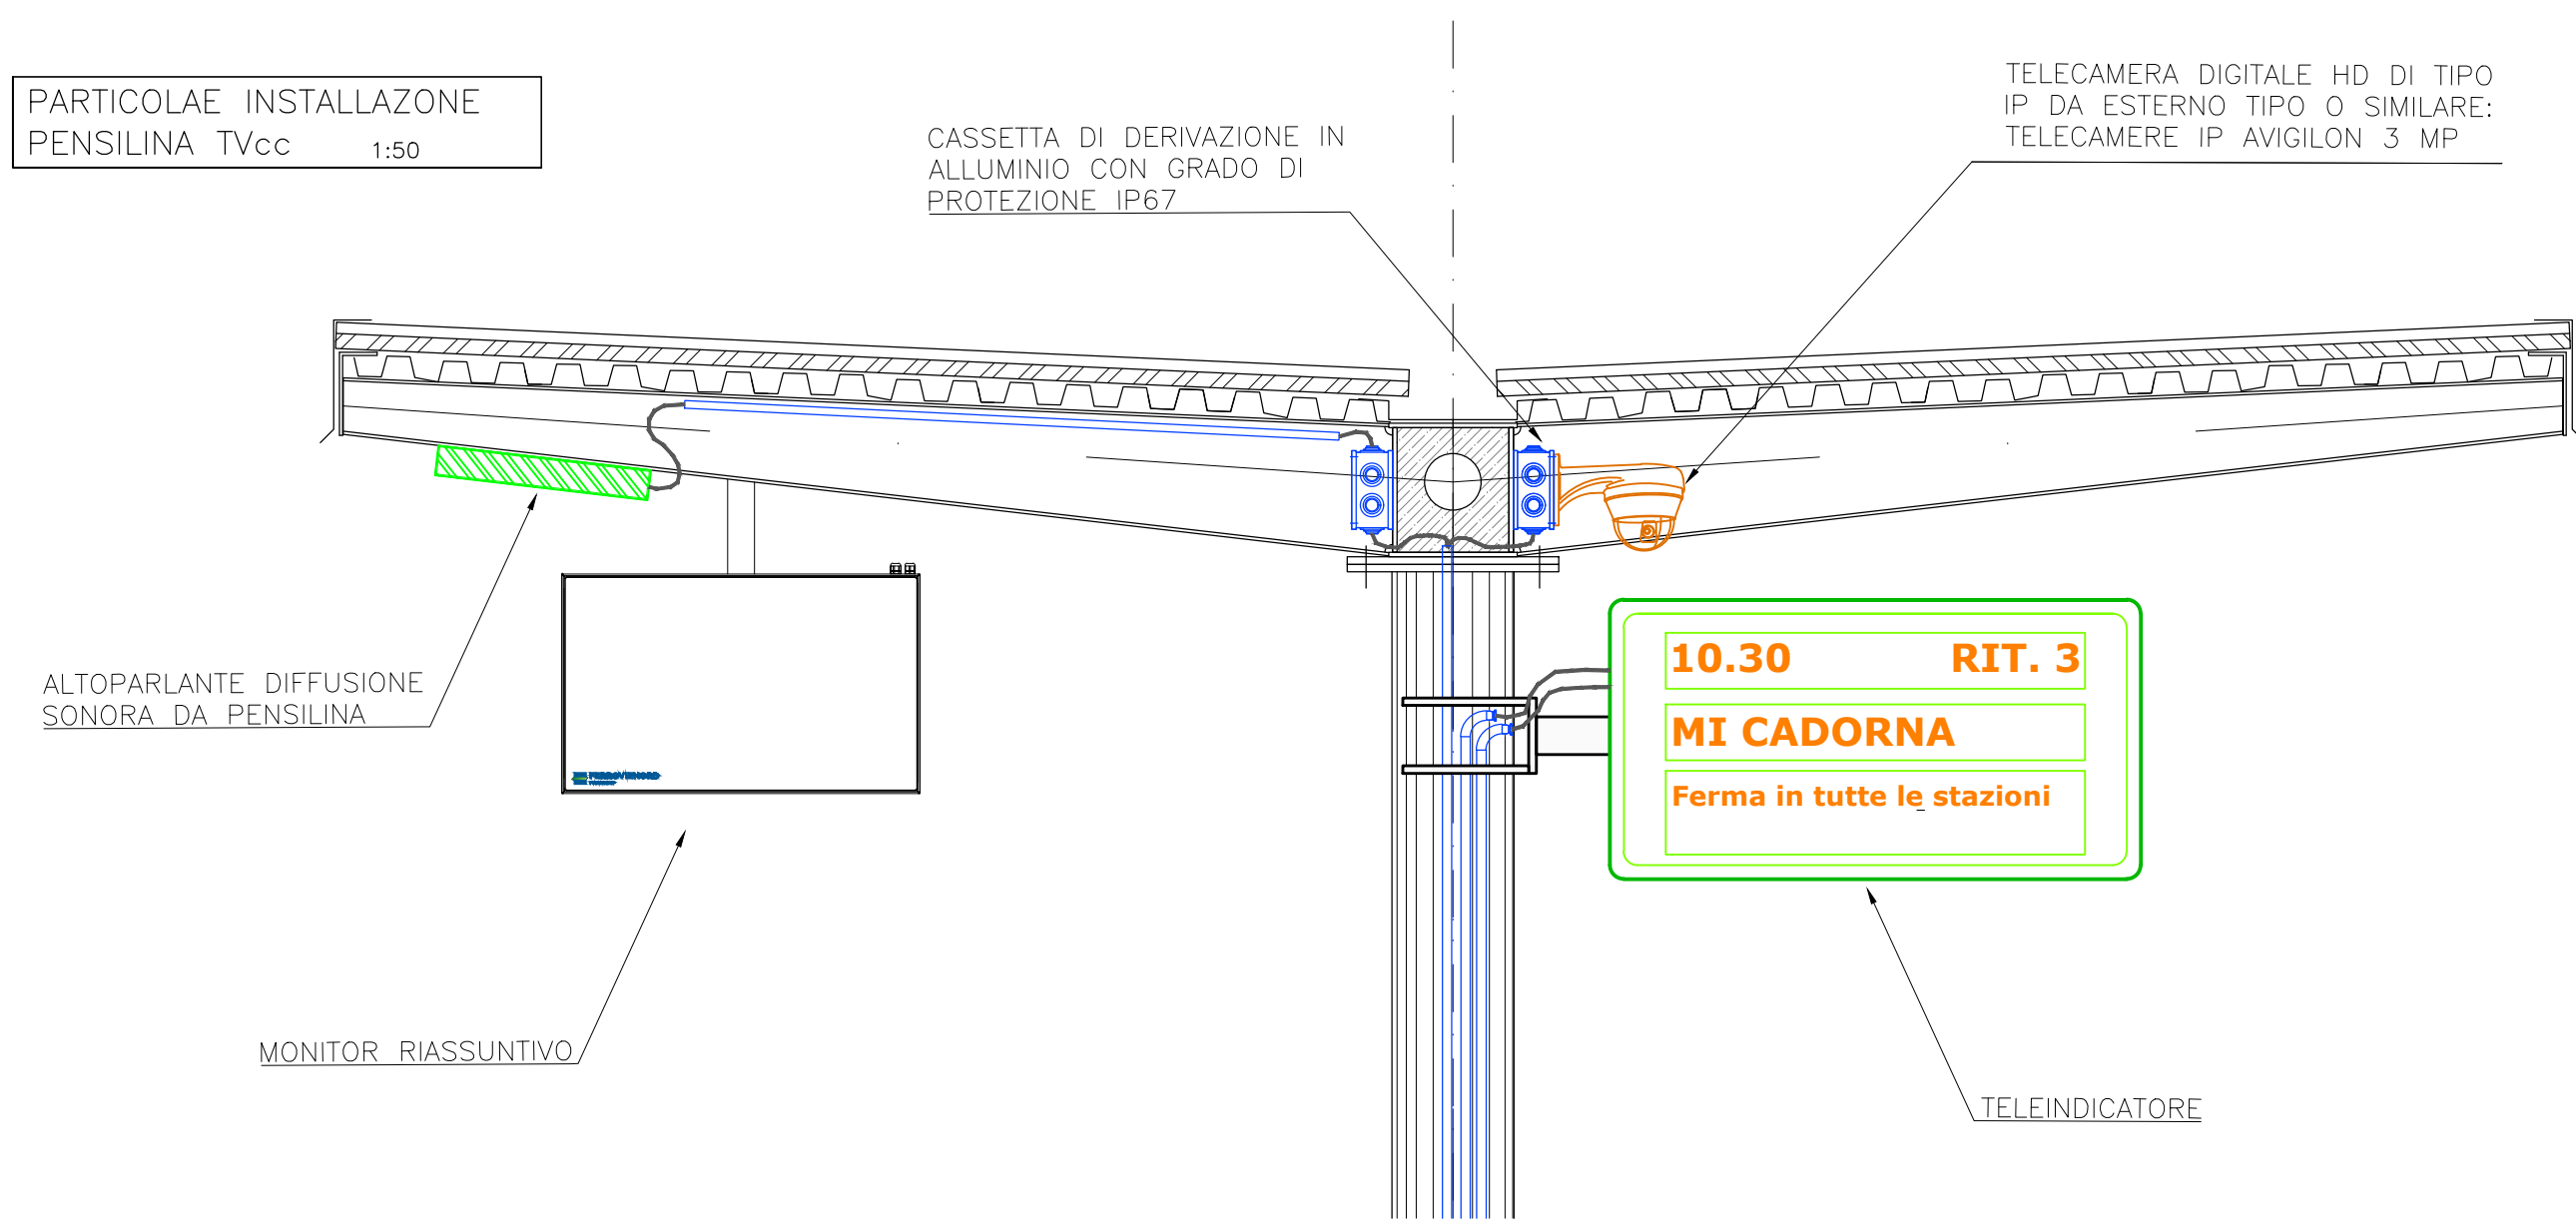 PARTICOLAE INSTALLAZONE
PENSILINA TVcc 1:50
CASSETTA DI DERIVAZIONE IN
ALLUMINIO CON GRADO DI
PROTEZIONE IP67
TELECAMERA DIGITALE HD DI TIPO
IP DA ESTERNO TIPO O SIMILARE:
TELECAMERE IP AVIGILON 3 MP
ALTOPARLANTE DIFFUSIONE
SONORA DA PENSILINA
FERROVIENORD
10.30 RIT. 3
MI CADORNA
Ferma in tutte le stazioni
MONITOR RIASSUNTIVO
TELEINDICATORE